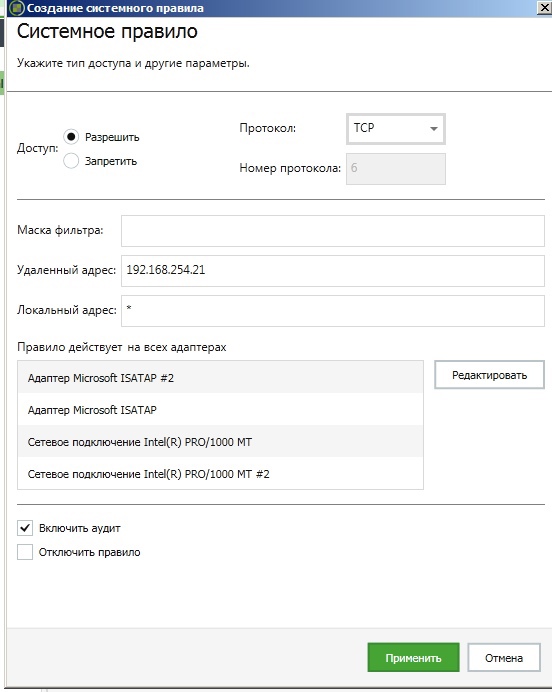 Создание системного правила
Системное правило
Укажите тип доступа и другие параметры.
Доступ:
Разрешить
Запретить
Протокол: TCP
Номер протокола: 6
Маска фильтра:
Удаленный адрес: 192.168.254.21
Локальный адрес: *
Правило действует на всех адаптерах
Адаптер Microsoft ISATAP #2
Редактировать
Адаптер Microsoft ISATAP
Сетевое подключение Intel(R) PRO/1000 MT
Сетевое подключение Intel(R) PRO/1000 MT #2
Включить аудит
Отключить правило
Применить
Отмена